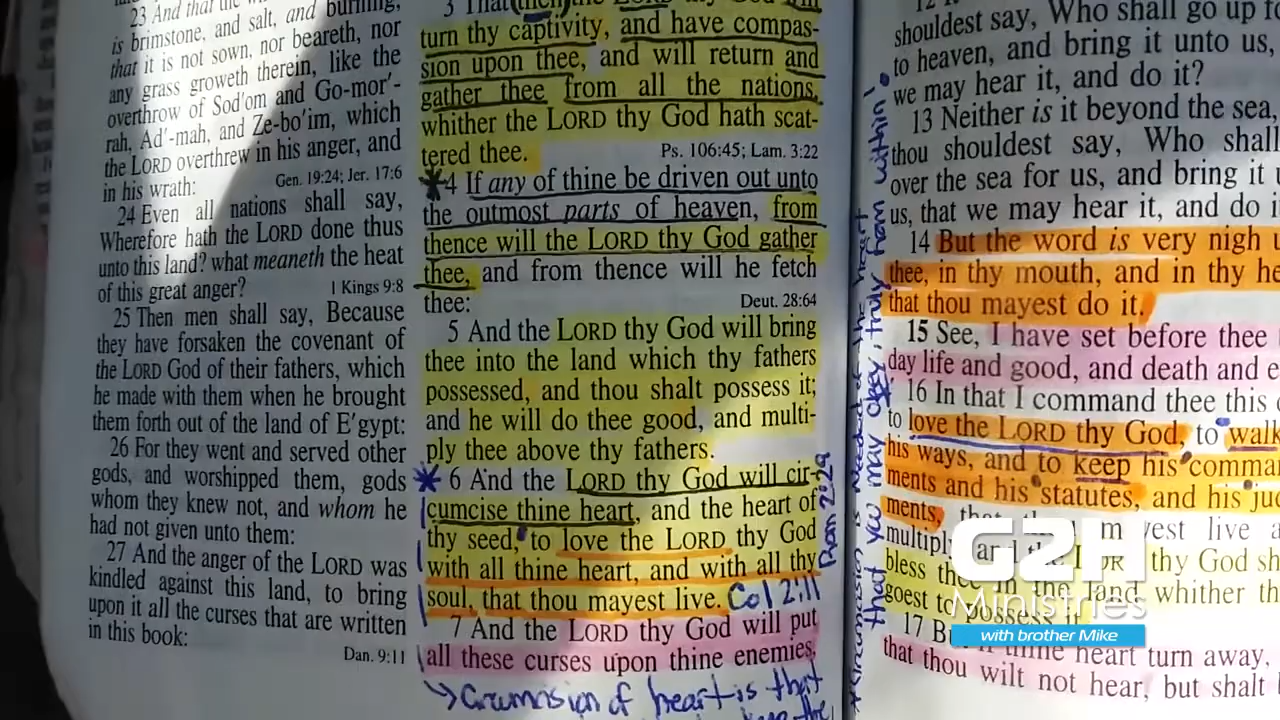 23 And that the
is brimstone, and salt, and burning,
that it is not sown, nor beareth, nor
any grass groweth therein, like the
overthrow of Sod'om and Go-mor'-
rah, Ad'-mah, and Ze-bo'im, which
the LORD overthrew in his anger, and
in his wrath:
Gen. 19:24; Jer. 17:6
24 Even all nations shall say,
Wherefore hath the LORD done thus
unto this land? what meaneth the heat
of this great anger?
1 Kings 9:8
25 Then men shall say, Because
they have forsaken the covenant of
the LORD God of their fathers, which
he made with them when he brought
them forth out of the land of E'gypt:
26 For they went and served other
gods, and worshipped them, gods
whom they knew not, and whom he
had not given unto them:
27 And the anger of the LORD was
kindled against this land, to bring
upon it all the curses that are written
in this book:
Dan. 9:11
3 That then the LORD thy God will
turn thy captivity, and have compas-
sion upon thee, and will return and
gather thee from all the nations,
whither the LORD thy God hath scat-
tered thee.
Ps. 106:45; Lam. 3:22
4 If any of thine be driven out unto
the outmost parts of heaven, from
thence will the LORD thy God gather
thee, and from thence will he fetch
thee:
Deut. 28:64
5 And the LORD thy God will bring
thee into the land which thy fathers
possessed, and thou shalt possess it;
and he will do thee good, and multi-
ply thee above thy fathers.
* 6 And the LORD thy God will cir-
cumcise thine heart, and the heart of
thy seed, to love the LORD thy God
with all thine heart, and with all thy
soul, that thou mayest live. Col 2:11
Rom 2:29
7 And the LORD thy God will put
all these curses upon thine enemies,
of heart is that
shouldest say, Who shall go up
to heaven, and bring it unto us,
we may hear it, and do it?
13 Neither is it beyond the sea,
thou shouldest say, Who shall
over the sea for us, and bring it
us, that we may hear it, and do
14 But the word is very nigh
thee, in thy mouth, and in thy
that thou mayest do it.
15 See, I have set before thee
day life and good, and death and
16 In that I command thee this
to love the LORD thy God, to walk
his ways, and to keep his
ments and his statutes, and his
ments,
multiply and the LORD thy God
bless thee in the land whither
goest to possess it.
17 But if thine heart turn away,
that thou wilt not hear, but shalt
that you may obey, truly from within!
G2H
Ministries
with brother Mike